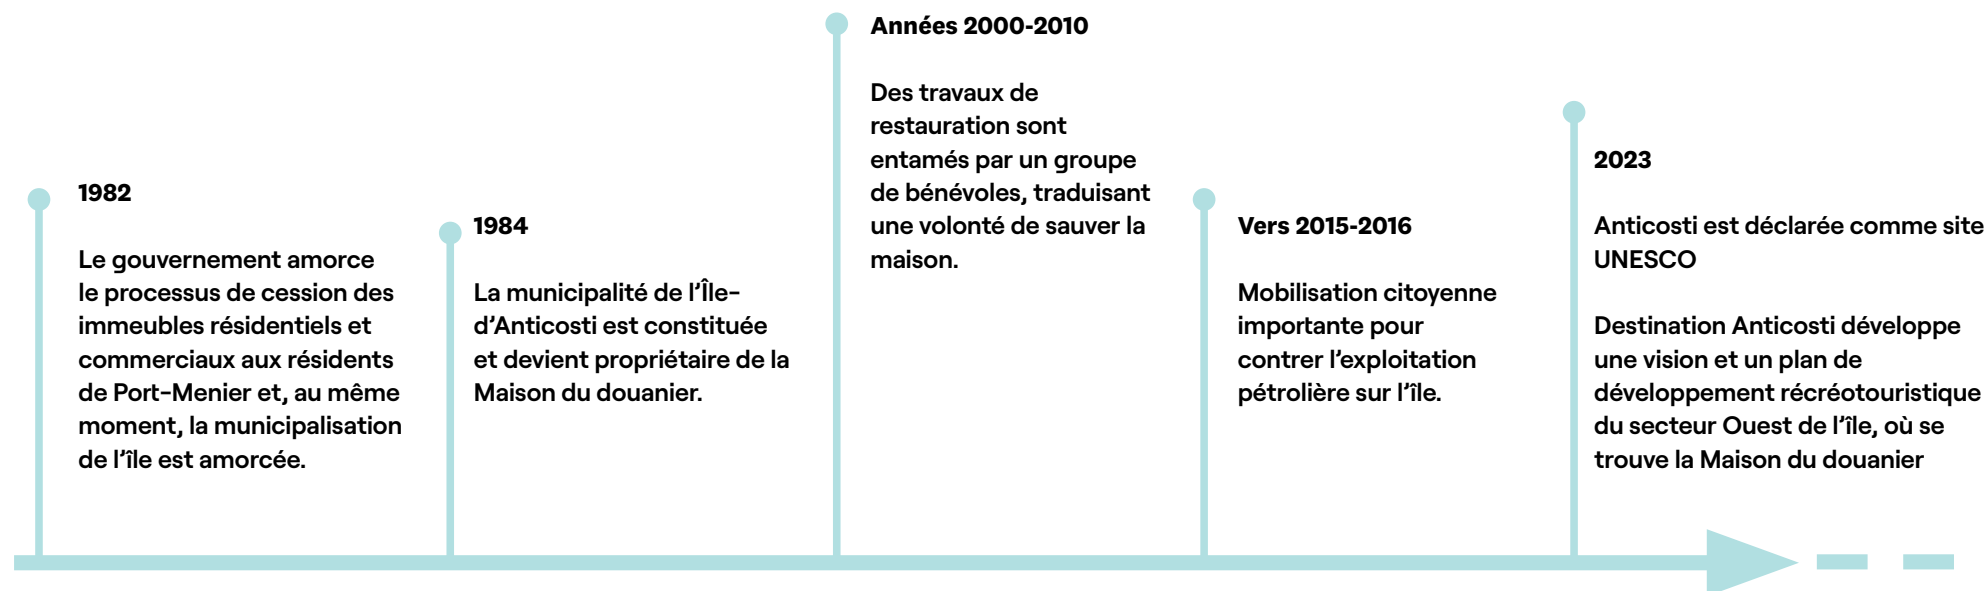 1982
Le gouvernement amorce
le processus de cession des
immeubles résidentiels et
commerciaux aux résidents
de Port-Menier et, au même
moment, la municipalisation
de l’île est amorcée.
1984
La municipalité de l’Île-
d’Anticosti est constituée
et devient propriétaire de la
Maison du douanier.
Années 2000-2010
Des travaux de
restauration sont
entamés par un groupe
de bénévoles, traduisant
une volonté de sauver la
maison.
Vers 2015-2016
Mobilisation citoyenne
importante pour
contrer l’exploitation
pétrolière sur l’île.
2023
Anticosti est déclarée comme site
UNESCO
Destination Anticosti développe
une vision et un plan de
développement récréotouristique
du secteur Ouest de l’île, où se
trouve la Maison du douanier